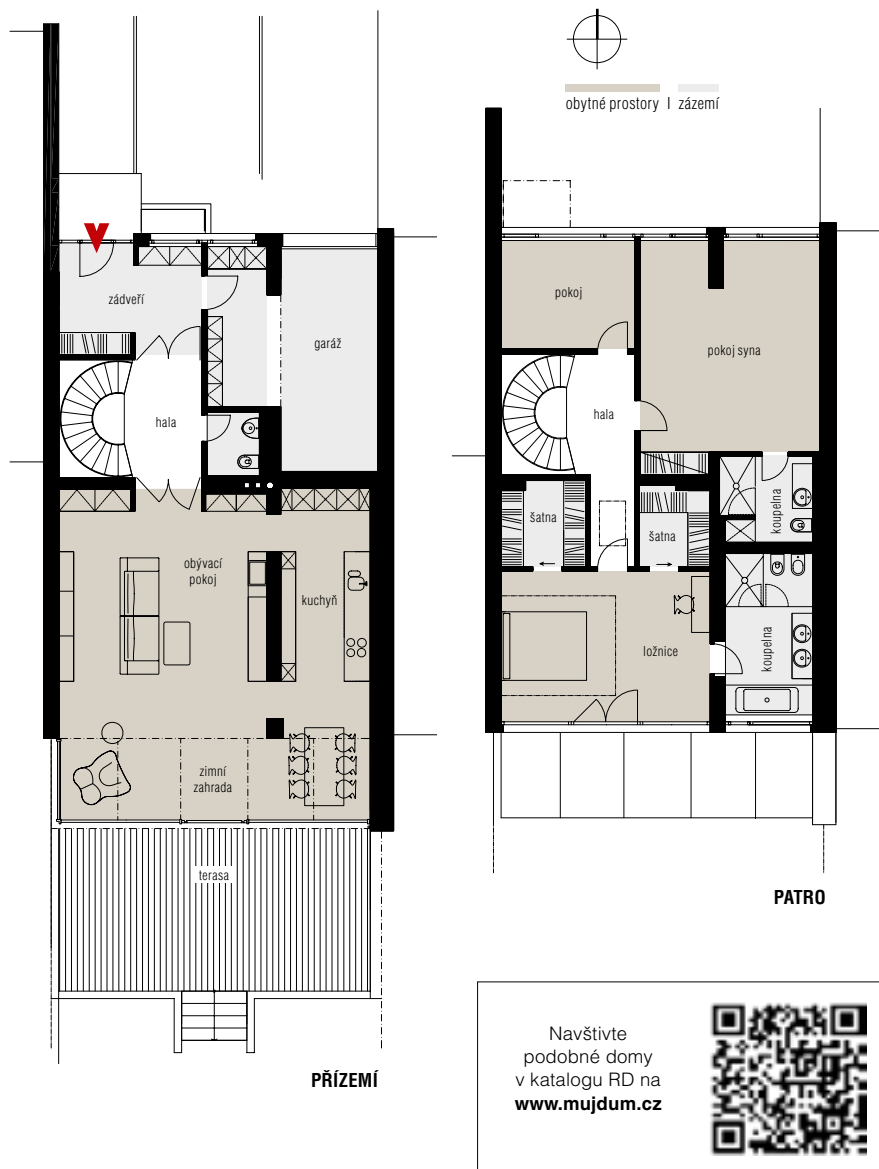 obytné prostory I zázemí
zádveří
garáž
hala
obývací
pokoj
kuchyň
zimní
zahrada
terasa
PŘÍZEMÍ
pokoj
pokoj syna
hala
šatna
šatna
koupelna
ložnice
koupelna
PATRO
Navštivte
podobné domy
v katalogu RD na
www.mujdum.cz